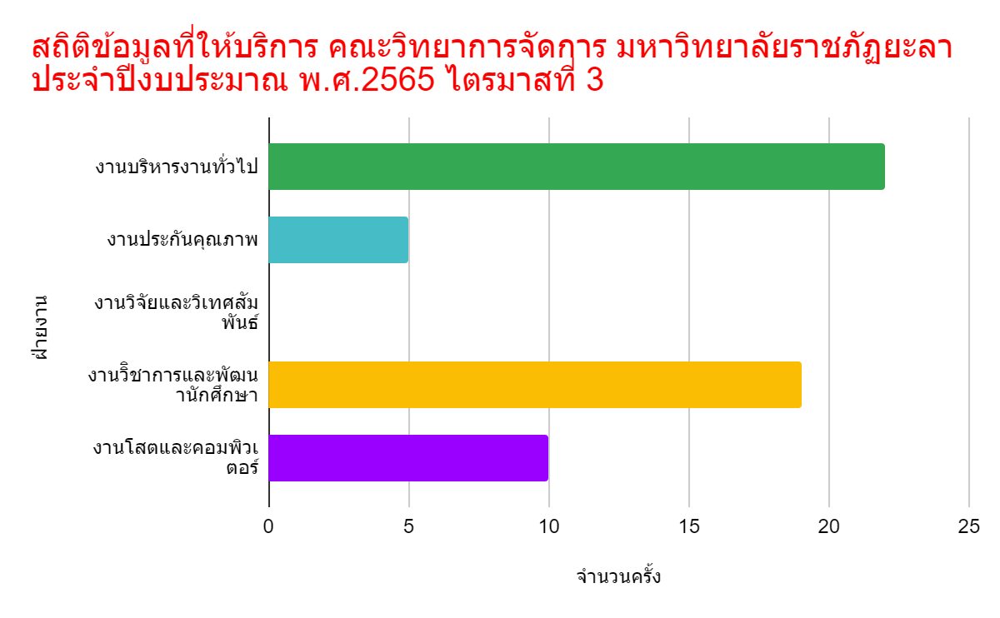 สถิติข้อมูลที่ให้บริการ คณะวิทยาการจัดการ มหาวิทยาลัยราชภัฏยะลา
ประจำปีงบประมาณ พ.ศ.2565 ไตรมาสที่ 3
งานบริหารงานทั่วไป
งานประกันคุณภาพ
งานวิจัยและวิเทศสัม
พันธ์
งานวิชาการและพัฒน
านักศึกษา
งานโสตและคอมพิวเ
ตอร์
ฝ่ายงาน
0 5 10 15 20 25
จำนวนครั้ง